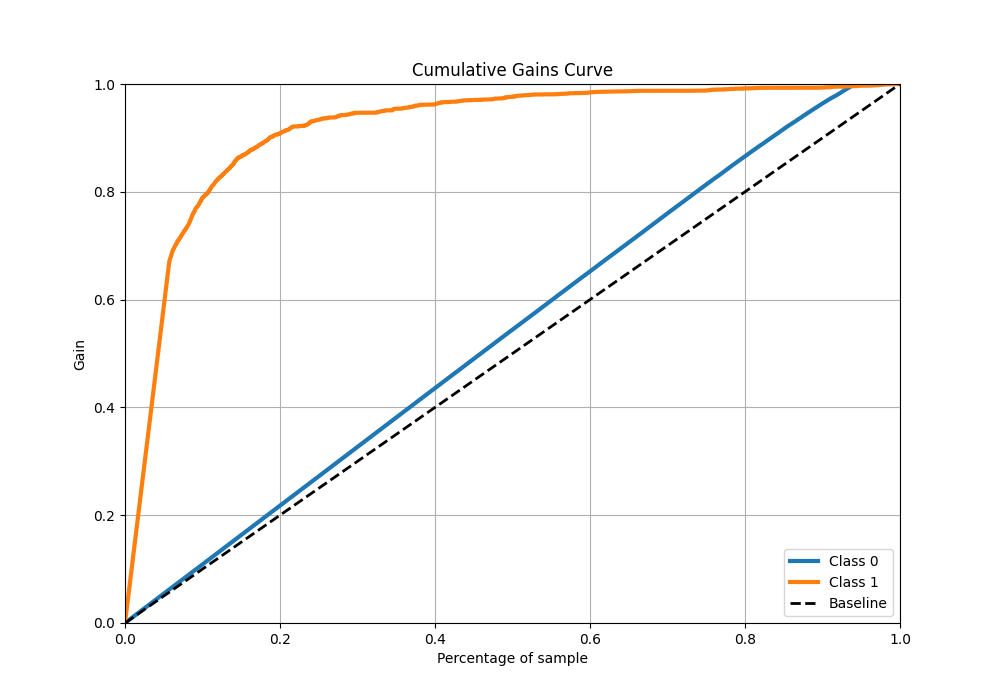 Cumulative Gains Curve
1.0
0.8
0.6
0.4
0.2
0.0
Gain
0.0 0.2 0.4 0.6 0.8 1.0
Percentage of sample
Class 0
Class 1
Baseline